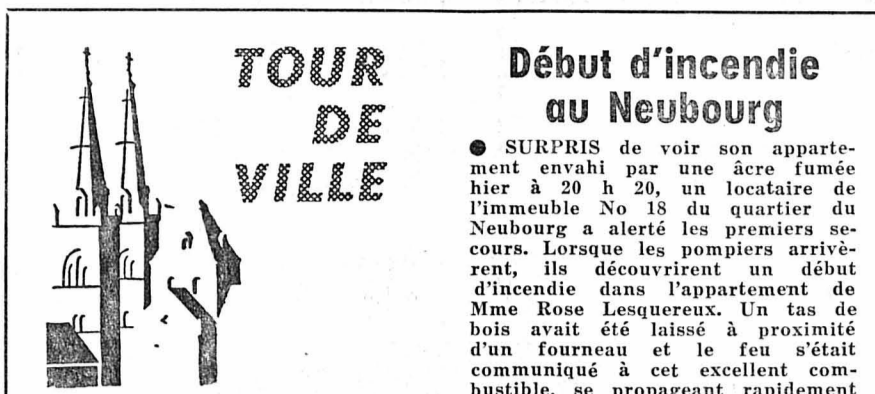 TOUR
DE
VILLE
Début d'incendie
au Neubourg
● SURPRIS de voir son apparte-
ment envahi par une âcre fumée
hier à 20 h 20, un locataire de
l'immeuble No 18 du quartier du
Neubourg a alerté les premiers se-
cours. Lorsque les pompiers arrivè-
rent, ils découvrirent un début
d'incendie dans l'appartement de
Mme Rose Lesquereux. Un tas de
bois avait été laissé à proximité
d'un fourneau et le feu s'était
communiqué à cet excellent com-
bustible, se propageant rapidement